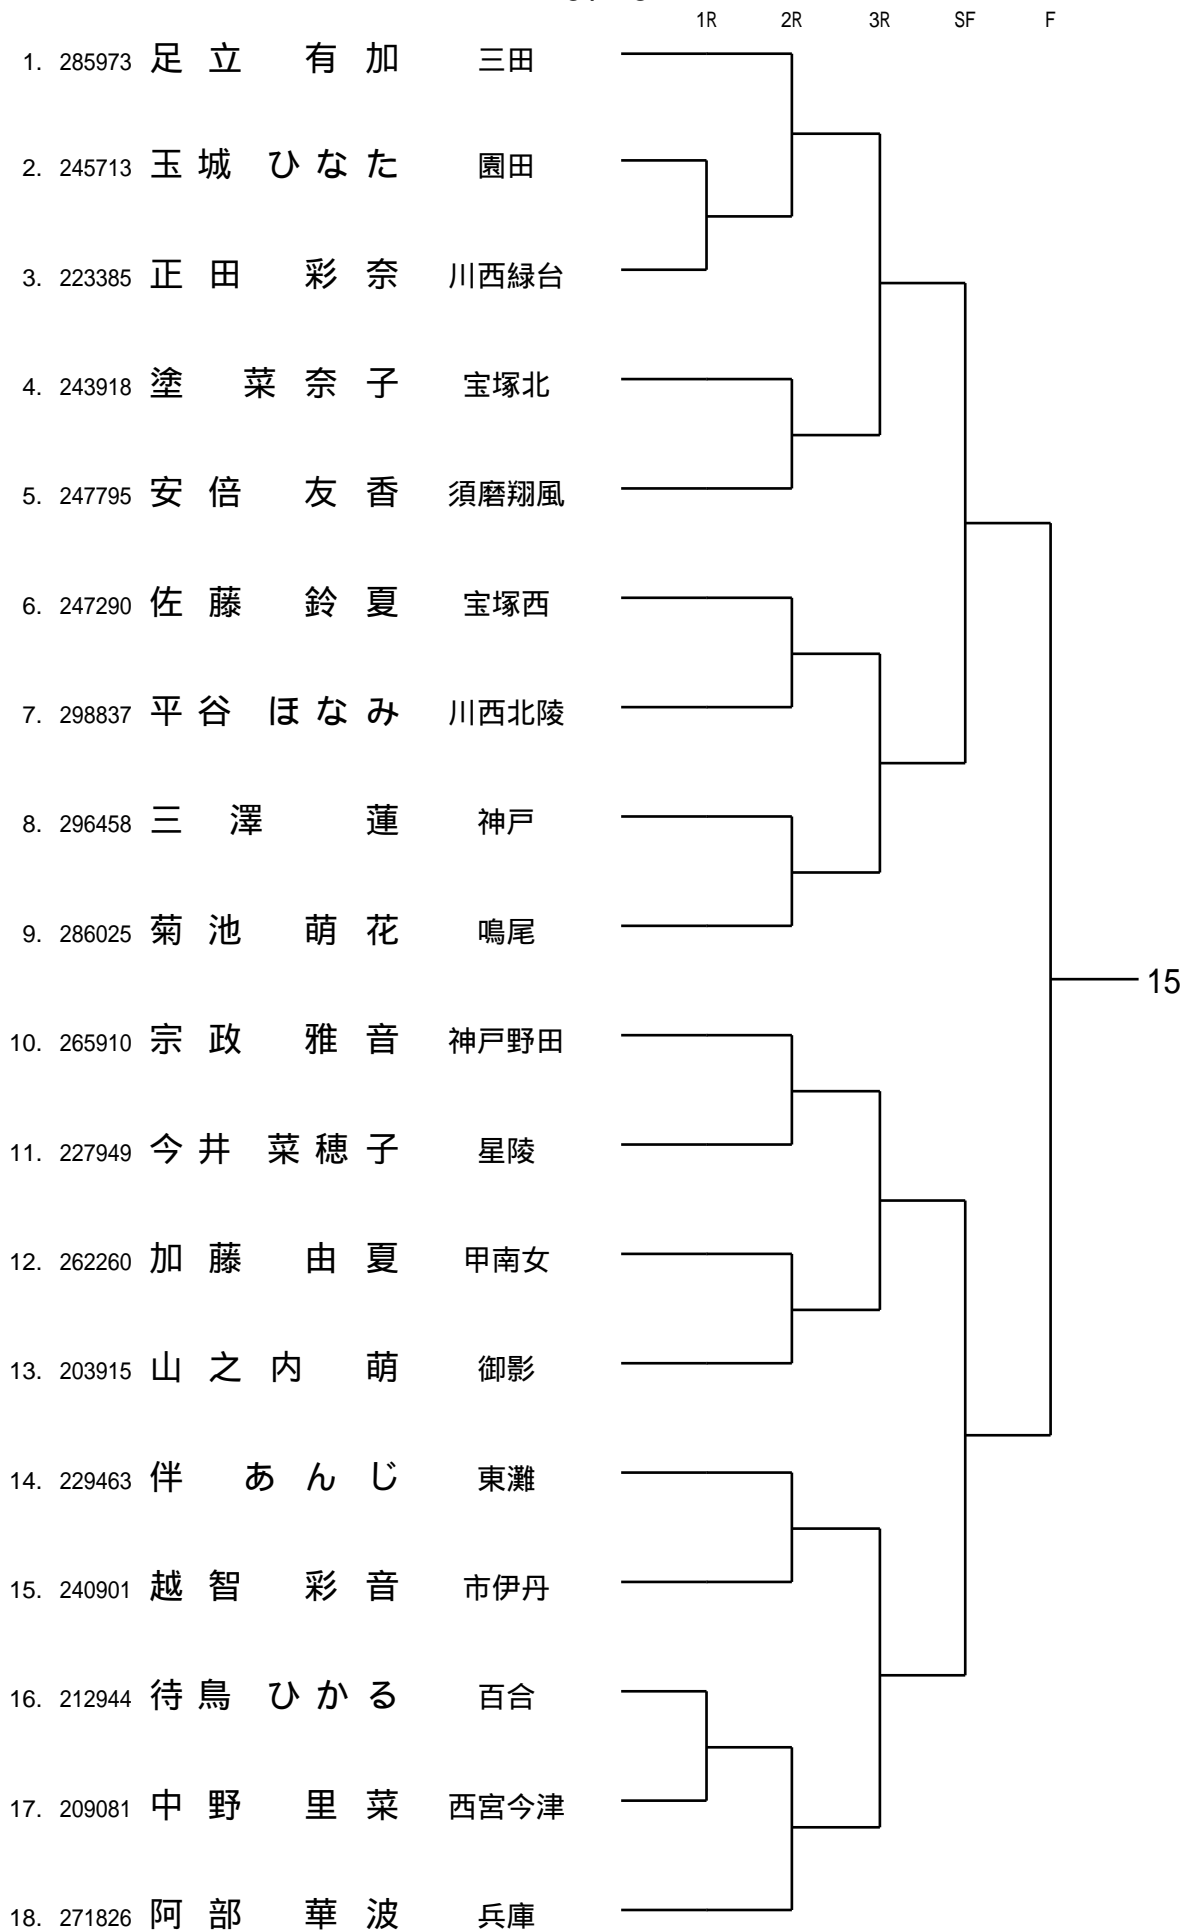 1R 2R 3R SF F
1. 285973 足立 有加 三田
2. 245713 玉城 ひなた 園田
3. 223385 正田 彩奈 川西緑台
4. 243918 塗 菜奈子 宝塚北
5. 247795 安倍 友香 須磨翔風
6. 247290 佐藤 鈴夏 宝塚西
7. 298837 平谷 ほなみ 川西北陵
8. 296458 三澤 蓮 神戸
9. 286025 菊池 萌花 鳴尾
15
10. 265910 宗政 雅音 神戸野田
11. 227949 今井 菜穂子 星陵
12. 262260 加藤 由夏 甲南女
13. 203915 山之内 萌 御影
14. 229463 伴 あんじ 東灘
15. 240901 越智 彩音 市伊丹
16. 212944 待鳥 ひかる 百合
17. 209081 中野 里菜 西宮今津
18. 271826 阿部 華波 兵庫